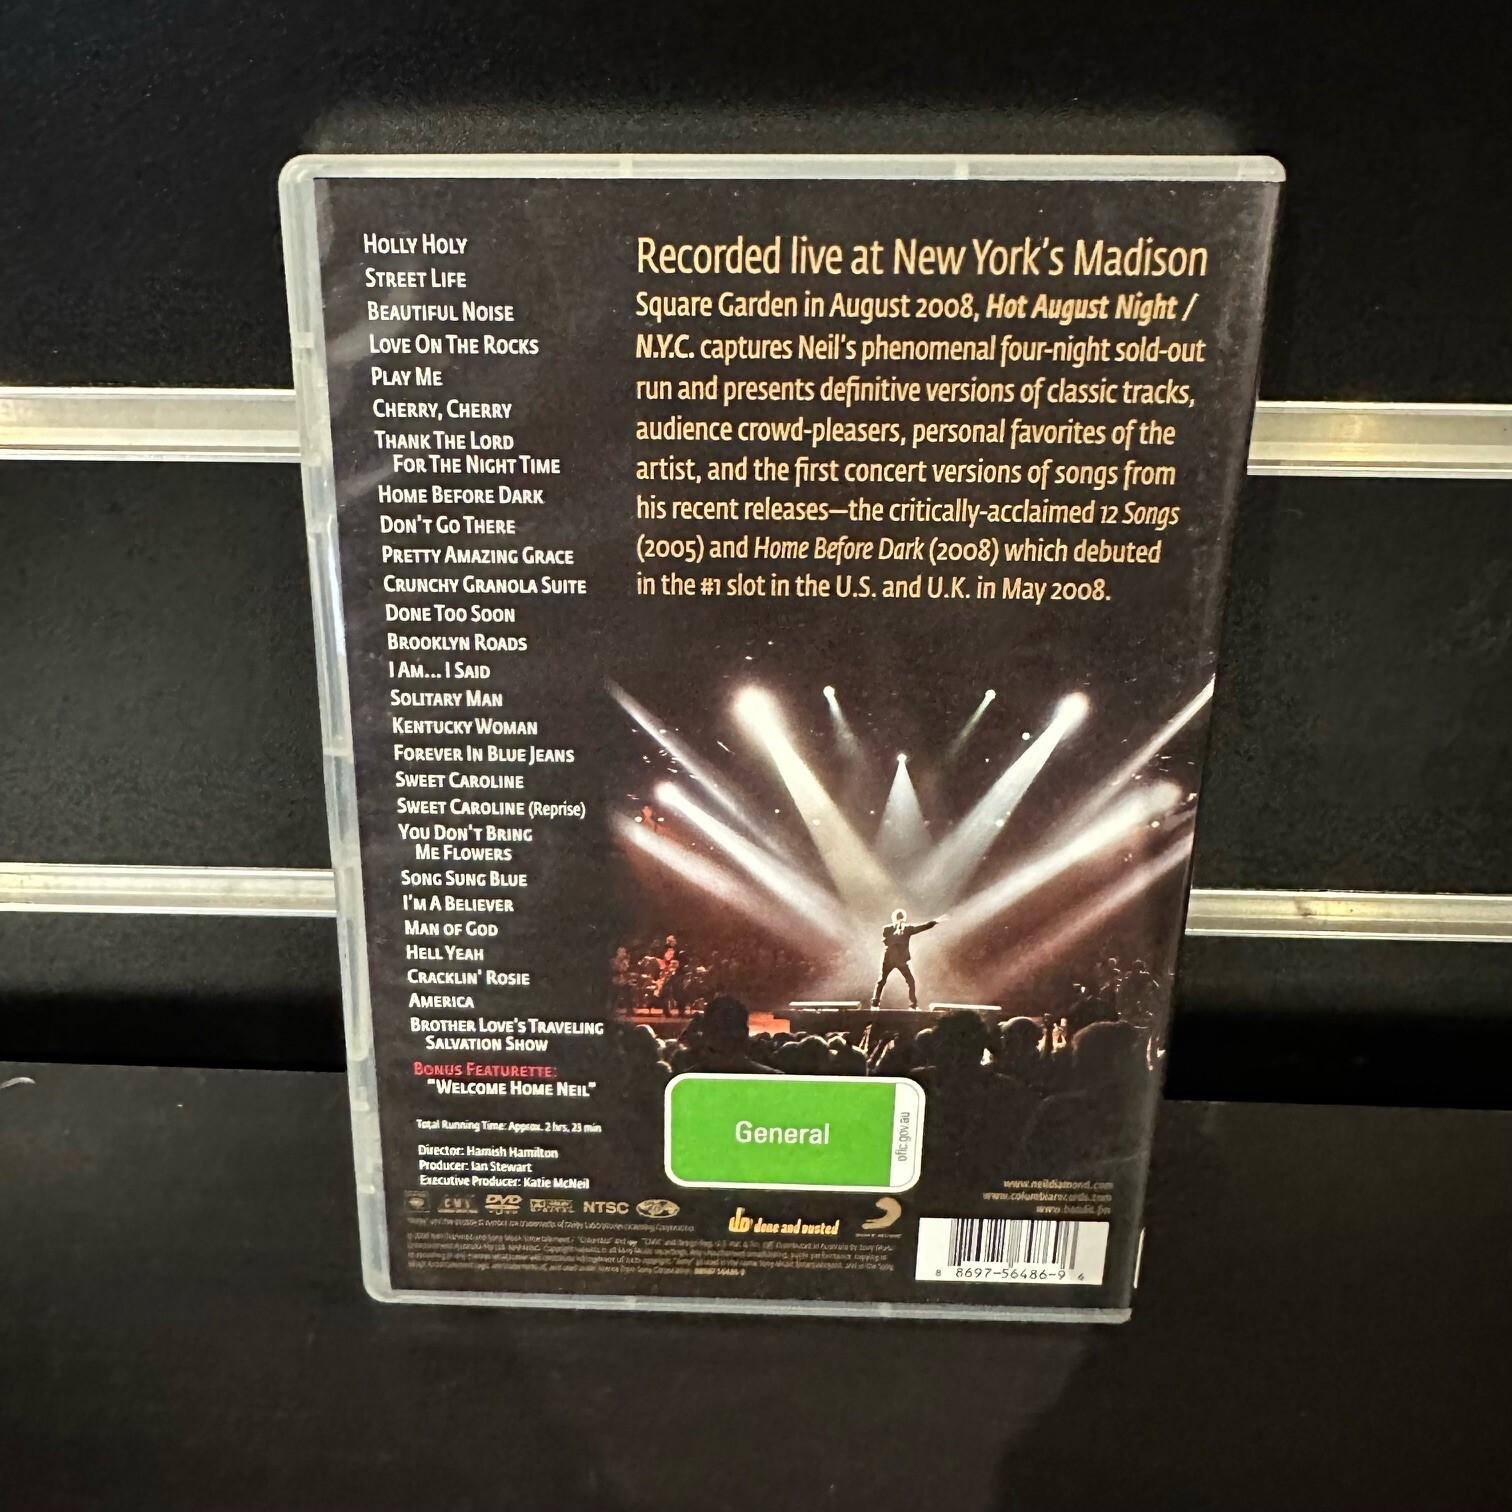 HOLLY HOLY
STREET LIFE
BEAUTIFUL NOISE
LOVE ON THE ROCKS
PLAY ME
CHERRY, CHERRY
THANK THE LORD
FOR THE NIGHT TIME
HOME BEFORE DARK
DON'T GO THERE
PRETTY AMAZING GRACE
CRUNCHY GRANOLA SUITE
DONE TOO SOON
BROOKLYN ROADS
I AM... I SAID
SOLITARY MAN
KENTUCKY WOMAN
FOREVER IN BLUE JEANS
SWEET CAROLINE
SWEET CAROLINE (Reprise)
YOU DON'T BRING
ME FLOWERS
SONG SUNG BLUE
I'M A BELIEVER
MAN OF GOD
HELL YEAH
CRACKLIN' ROSIE
AMERICA
BROTHER LOVE'S TRAVELING
SALVATION SHOW
BONUS FEATURETTE:
"WELCOME HOME NEIL"
Total Running Time: Approx. 2 hrs, 23 min
Director: Hamish Hamilton
Producer: Ian Stewart
Executive Producer: Katie McNeil
Recorded live at New York's Madison
Square Garden in August 2008, Hot August Night /
N.Y.C. captures Neil's phenomenal four-night sold-out
run and presents definitive versions of classic tracks,
audience crowd-pleasers, personal favorites of the
artist, and the first concert versions of songs from
his recent releases—the critically-acclaimed 12 Songs
(2005) and Home Before Dark (2008) which debuted
in the #1 slot in the U.S. and U.K. in May 2008.
General
oflc.gov.au
www.neildiamond.com
www.columbiarecords.com
DVD
NTSC
done and dusted
8 8697-56486-9 6